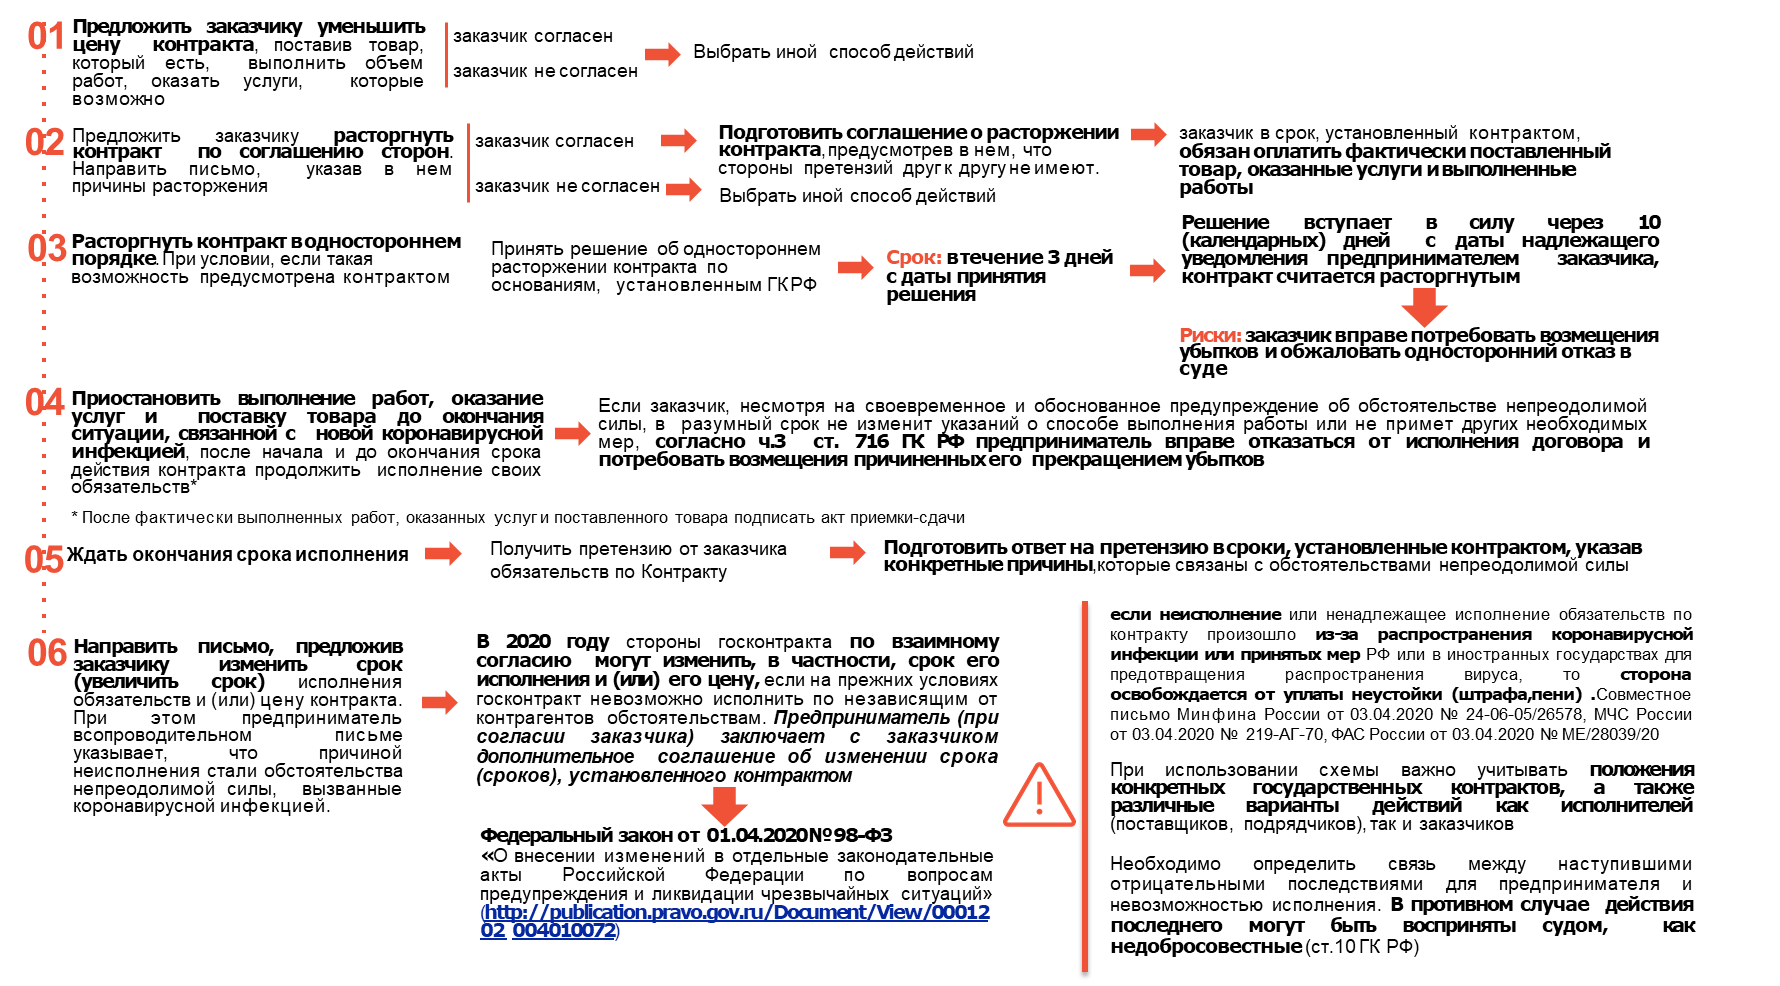 01
Предложить заказчику уменьшить
цену контракта, поставив товар,
который есть, выполнить объем
работ, оказать услуги, которые
возможно
заказчик согласен
заказчик не согласен
Выбрать иной способ действий
02
Предложить заказчику расторгнуть
контракт по соглашению сторон.
Направить письмо, указав в нем
причины расторжения
заказчик согласен
заказчик не согласен
Подготовить соглашение о расторжении
контракта, предусмотрев в нем, что
стороны претензий друг к другу не имеют.
Выбрать иной способ действий
заказчик в срок, установленный контрактом,
обязан оплатить фактически поставленный
товар, оказанные услуги и выполненные
работы
03
Расторгнуть контракт в одностороннем
порядке. При условии, если такая
возможность предусмотрена контрактом
Принять решение об одностороннем
расторжении контракта по
основаниям, установленным ГК РФ
Срок: в течение 3 дней
с даты принятия
решения
Решение вступает в силу через 10
(календарных) дней с даты надлежащего
уведомления предпринимателем заказчика,
контракт считается расторгнутым
Риски: заказчик вправе потребовать возмещения
убытков и обжаловать односторонний отказ в
суде
04
Приостановить выполнение работ, оказание
услуг и поставку товара до окончания
ситуации, связанной с новой коронавирусной
инфекцией, после начала и до окончания срока
действия контракта продолжить исполнение своих
обязательств*
Если заказчик, несмотря на своевременное и обоснованное предупреждение об обстоятельстве непреодолимой
силы, в разумный срок не изменит указаний о способе выполнения работы или не примет других необходимых
мер, согласно ч.3 ст. 716 ГК РФ предприниматель вправе отказаться от исполнения договора и
потребовать возмещения причиненных его прекращением убытков
* После фактически выполненных работ, оказанных услуг и поставленного товара подписать акт приемки-сдачи
05
Ждать окончания срока исполнения
Получить претензию от заказчика
обязательств по Контракту
Подготовить ответ на претензию в сроки, установленные контрактом, указав
конкретные причины, которые связаны с обстоятельствами непреодолимой силы
06
Направить письмо, предложив
заказчику изменить срок
(увеличить срок) исполнения
обязательств и (или) цену контракта.
При этом предприниматель
всопроводительном письме
указывает, что причиной
неисполнения стали обстоятельства
непреодолимой силы, вызванные
коронавирусной инфекцией.
В 2020 году стороны госконтракта по взаимному
согласию могут изменить, в частности, срок его
исполнения и (или) его цену, если на прежних условиях
госконтракт невозможно исполнить по независящим от
контрагентов обстоятельствам. Предприниматель (при
согласии заказчика) заключает с заказчиком
дополнительное соглашение об изменении срока
(сроков), установленного контрактом
Федеральный закон от 01.04.2020 № 98-ФЗ
«О внесении изменений в отдельные законодательные
акты Российской Федерации по вопросам
предупреждения и ликвидации чрезвычайных ситуаций»
(http://publication.pravo.gov.ru/Document/View/00012
02 004010072)
если неисполнение или ненадлежащее исполнение обязательств по
контракту произошло из-за распространения коронавирусной
инфекции или принятых мер РФ или в иностранных государствах для
предотвращения распространения вируса, то сторона
освобождается от уплаты неустойки (штрафа,пени) .Совместное
письмо Минфина России от 03.04.2020 № 24-06-05/26578, МЧС России
от 03.04.2020 № 219-АГ-70, ФАС России от 03.04.2020 № МЕ/28039/20
При использовании схемы важно учитывать положения
конкретных государственных контрактов, а также
различные варианты действий как исполнителей
(поставщиков, подрядчиков), так и заказчиков
Необходимо определить связь между наступившими
отрицательными последствиями для предпринимателя и
невозможностью исполнения. В противном случае действия
последнего могут быть восприняты судом, как
недобросовестные (ст.10 ГК РФ)